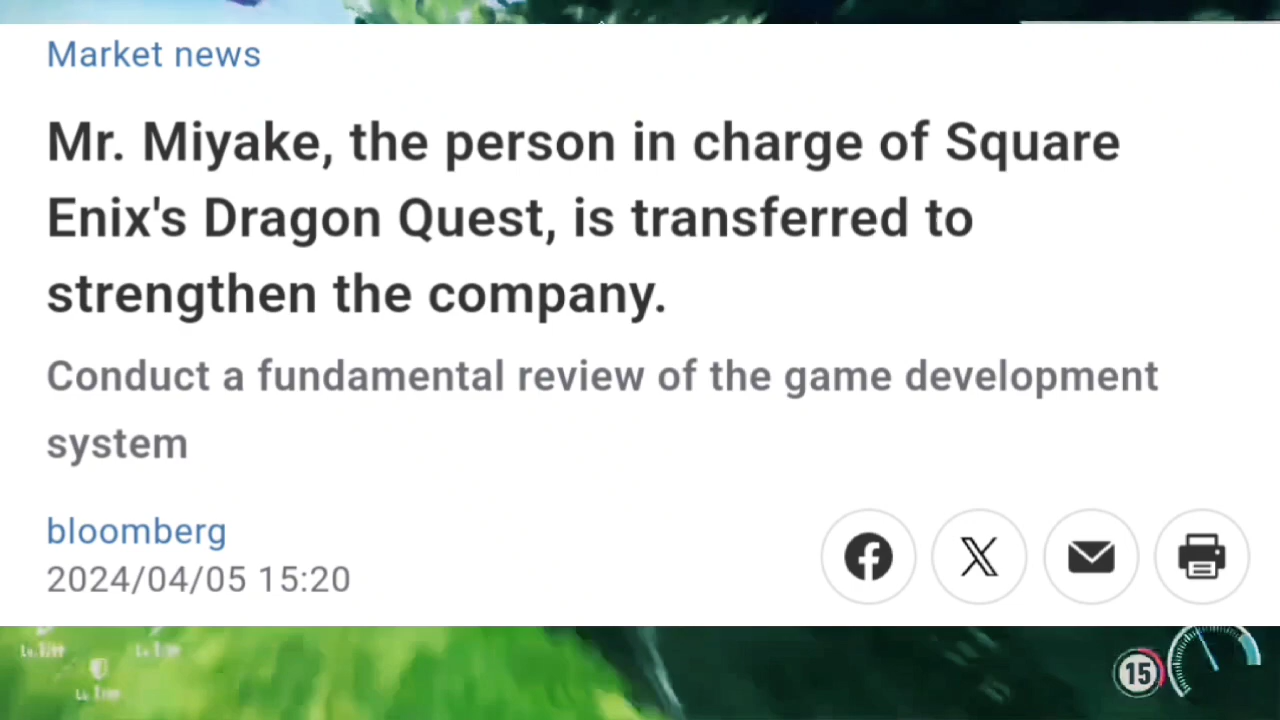 Market news
Mr. Miyake, the person in charge of Square
Enix's Dragon Quest, is transferred to
strengthen the company.
Conduct a fundamental review of the game development
system
bloomberg
2024/04/05 15:20
15